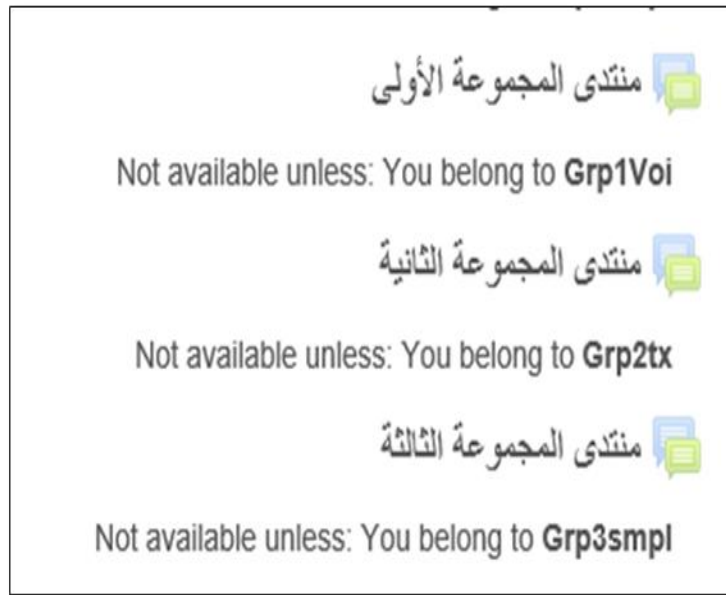 منتدى المجموعة الأولى
Not available unless: You belong to Grp1Voi
منتدى المجموعة الثانية
Not available unless: You belong to Grp2tx
منتدى المجموعة الثالثة
Not available unless: You belong to Grp3smpl